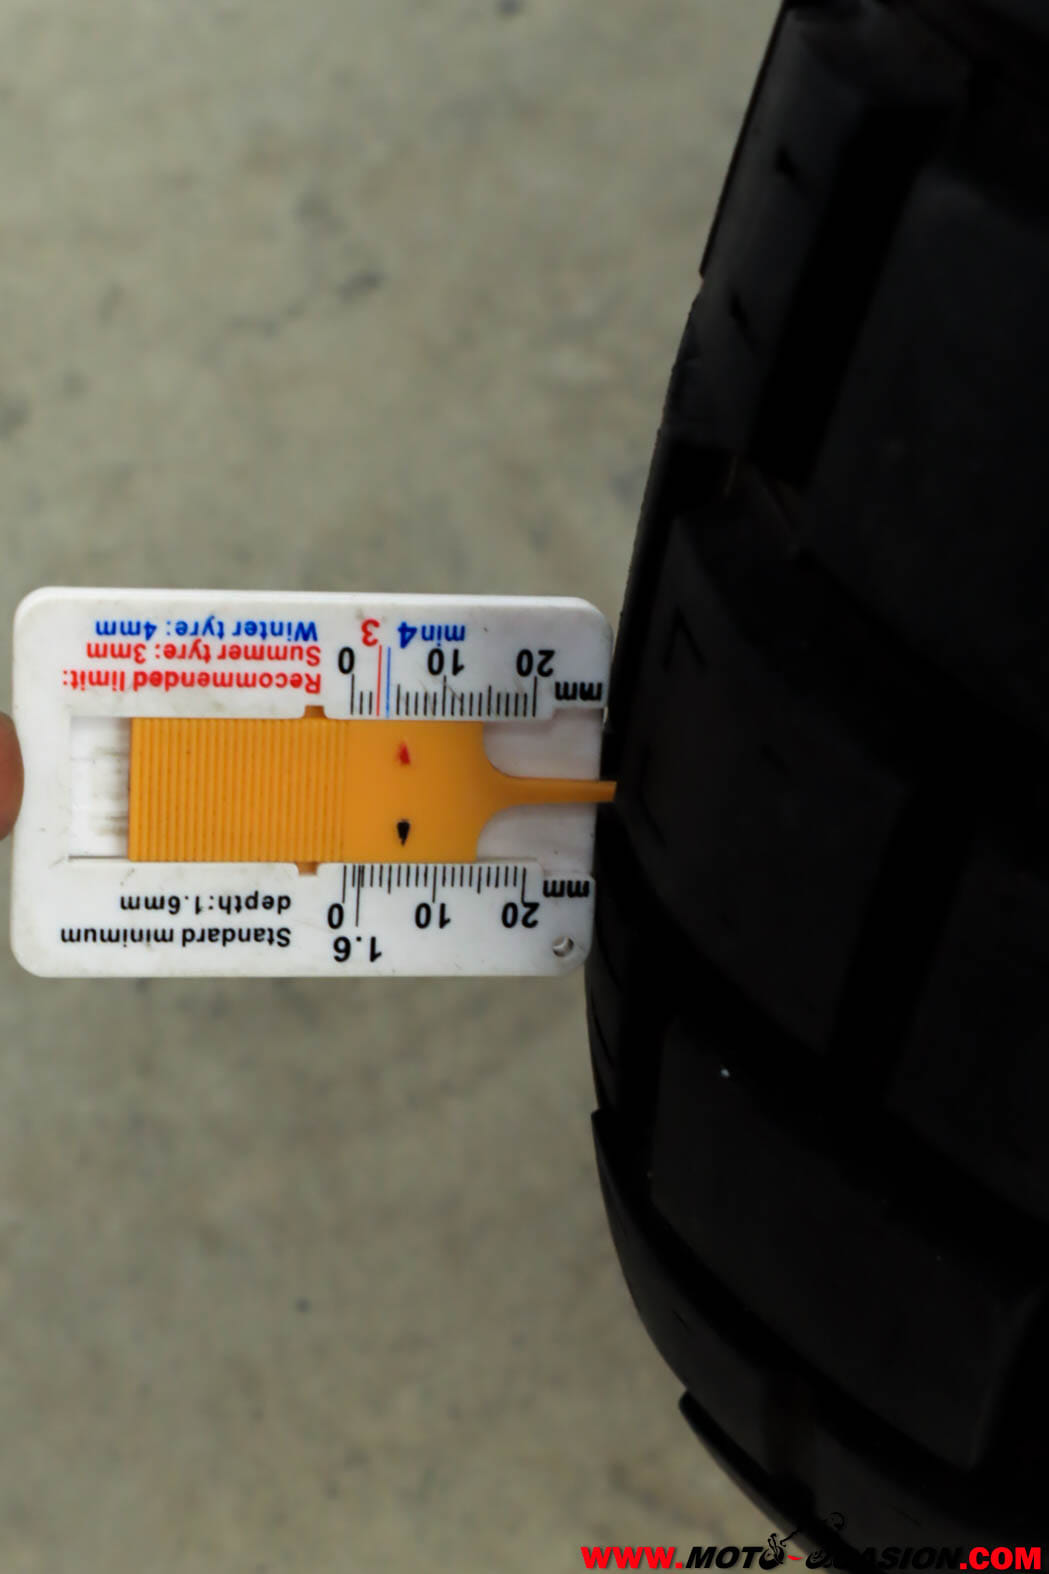 Standard minimum
depth:1.6mm
1.6
0 10 20
mm
mm
20 10 0
min4 3
Recommended limit:
Summer tyre: 3mm
Winter tyre: 4mm
WWW.MOTO-OCASION.COM